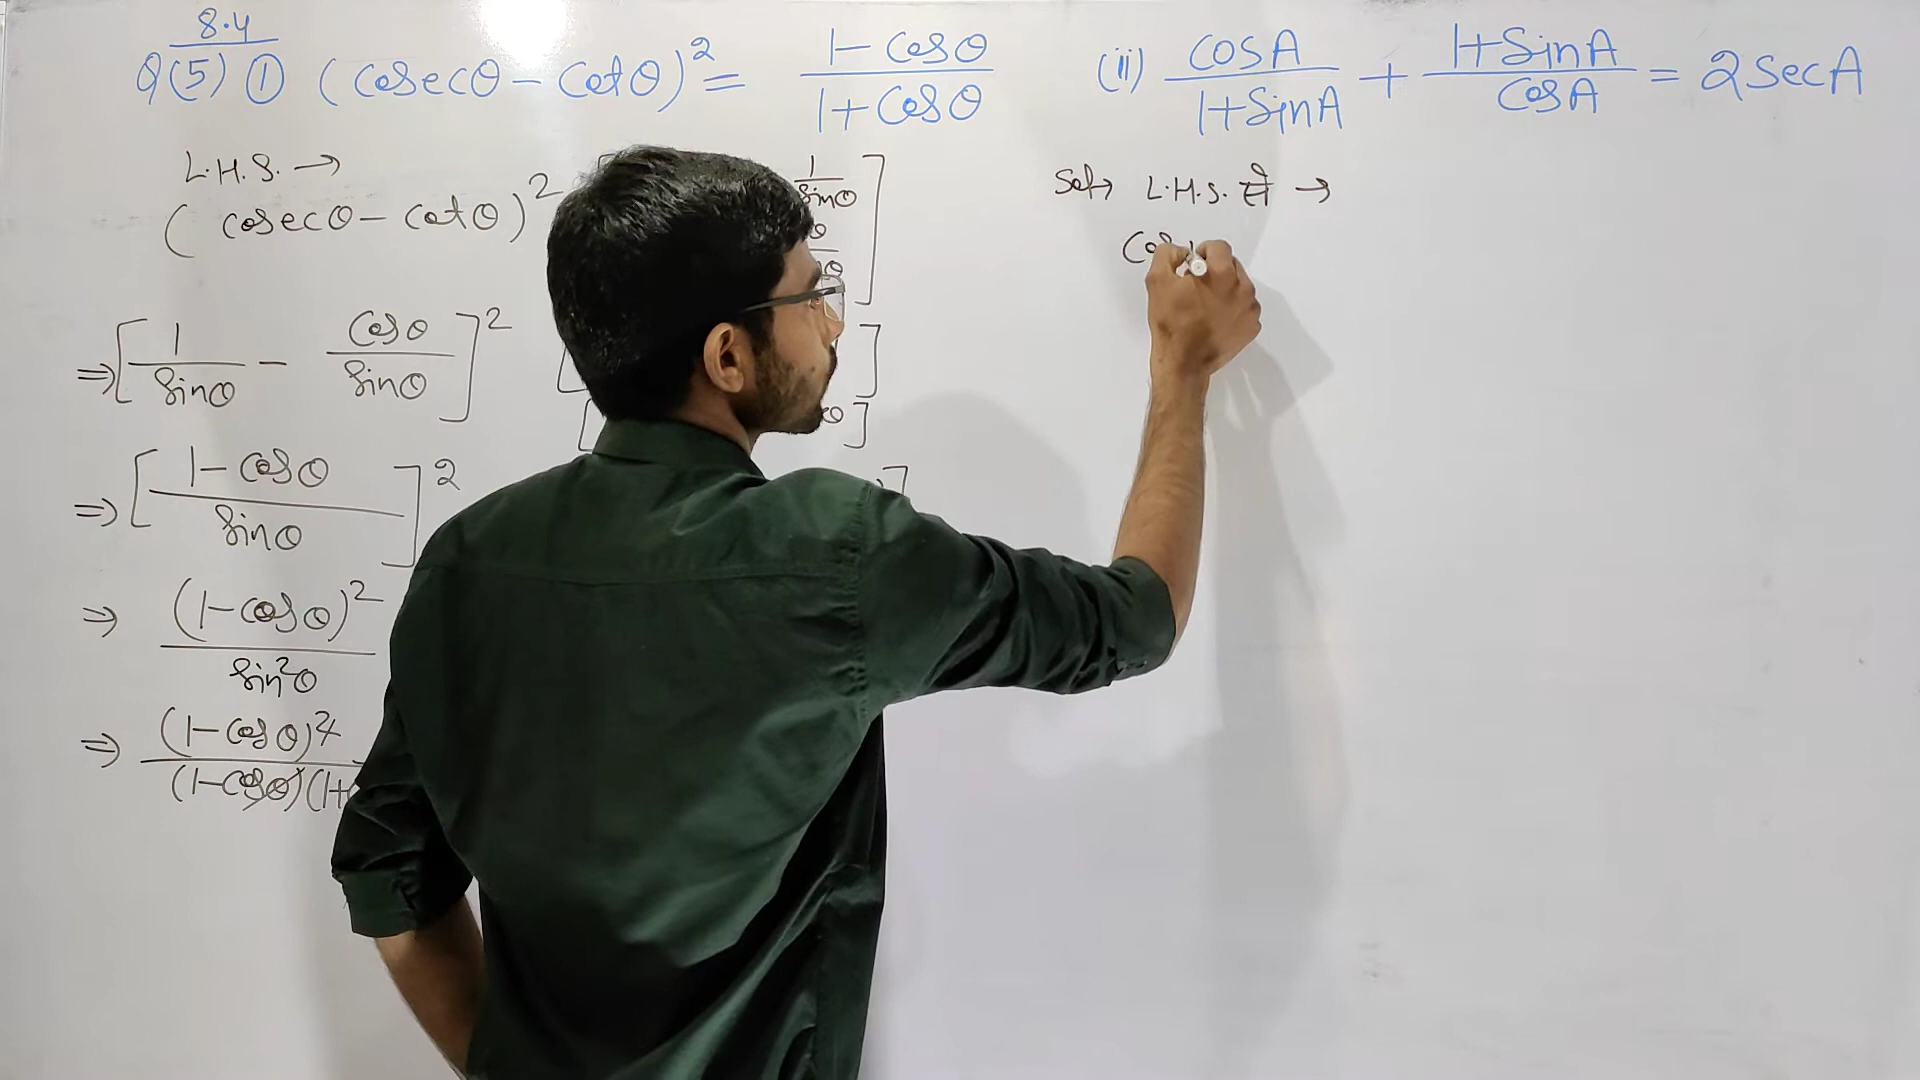 8.4
Q(5) ① (cosecθ - cotθ)² = 1-cosθ / 1+cosθ
L.H.S. →
(cosecθ - cotθ)²
⇒ [1/sinθ - cosθ/sinθ]²
⇒ [1-cosθ / sinθ]²
⇒ (1-cosθ)² / sin²θ
⇒ (1-cosθ)² / (1-cosθ)(1+
1/sinθ]
(ii) cosA / 1+sinA + 1+sinA / cosA = 2secA
Sol→ L.H.S. से →
Cos